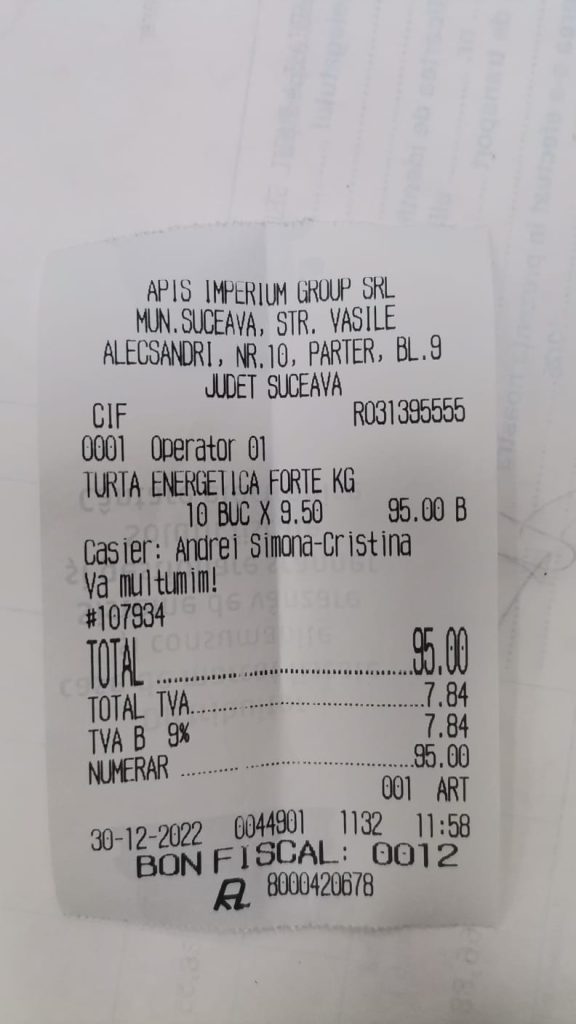 APIS IMPERIUM GROUP SRL
MUN.SUCEAVA, STR. VASILE
ALECSANDRI, NR.10, PARTER, BL.9
JUDET SUCEAVA
CIF RO31395555
0001 Operator 01
TURTA ENERGETICA FORTE KG
10 BUC X 9.50 95.00 B
Casier: Andrei Simona-Cristina
Va multumim!
#107934
TOTAL ........................ 95.00
TOTAL TVA........................ 7.84
TVA B 9% 7.84
NUMERAR ........................ 95.00
001 ART
30-12-2022 0044901 1132 11:58
BON FISCAL: 0012
8000420678